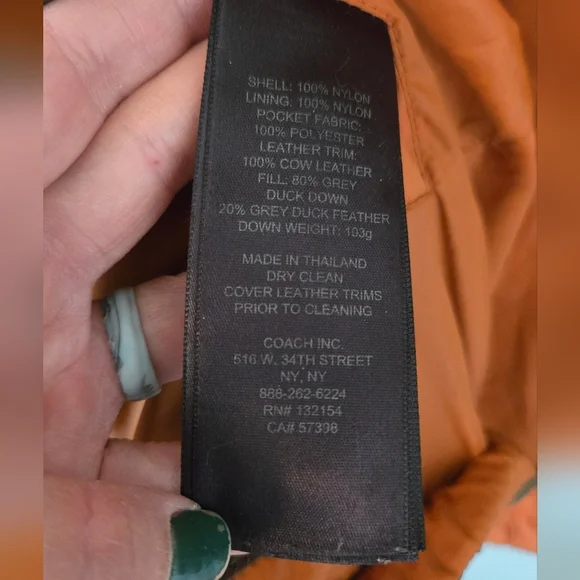 SHELL: 100% NYLON
LINING: 100% NYLON
POCKET FABRIC:
100% POLYESTER
LEATHER TRIM:
100% COW LEATHER
FILL: 80% GREY
DUCK DOWN
20% GREY DUCK FEATHER
DOWN WEIGHT: 103g
MADE IN THAILAND
DRY CLEAN
COVER LEATHER TRIMS
PRIOR TO CLEANING
COACH INC.
516 W. 34TH STREET
NY, NY
888-262-6224
RN# 132154
CA# 57398